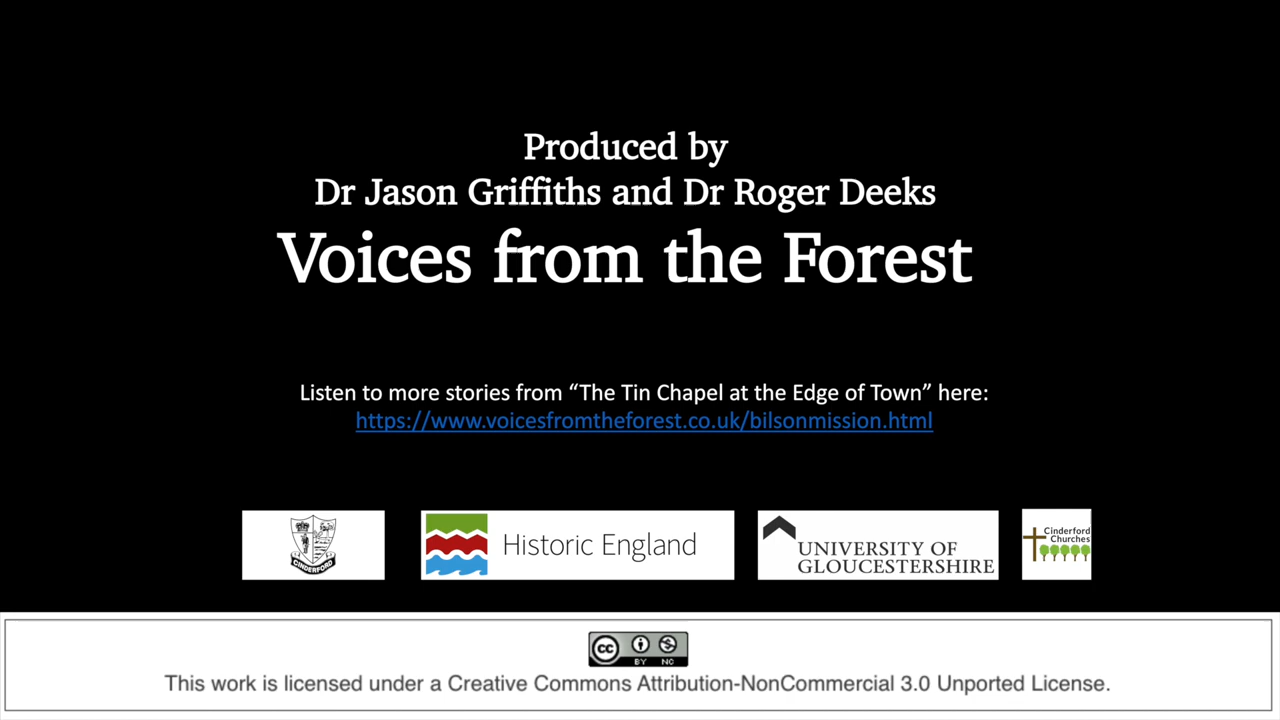 Produced by
Dr Jason Griffiths and Dr Roger Deeks
Voices from the Forest
Listen to more stories from “The Tin Chapel at the Edge of Town” here:
https://www.voicesfromtheforest.co.uk/bilsonmission.html
CINDERFORD
Historic England
UNIVERSITY OF
GLOUCESTERSHIRE
Cinderford
Churches
cc
BY NC
This work is licensed under a Creative Commons Attribution-NonCommercial 3.0 Unported License.